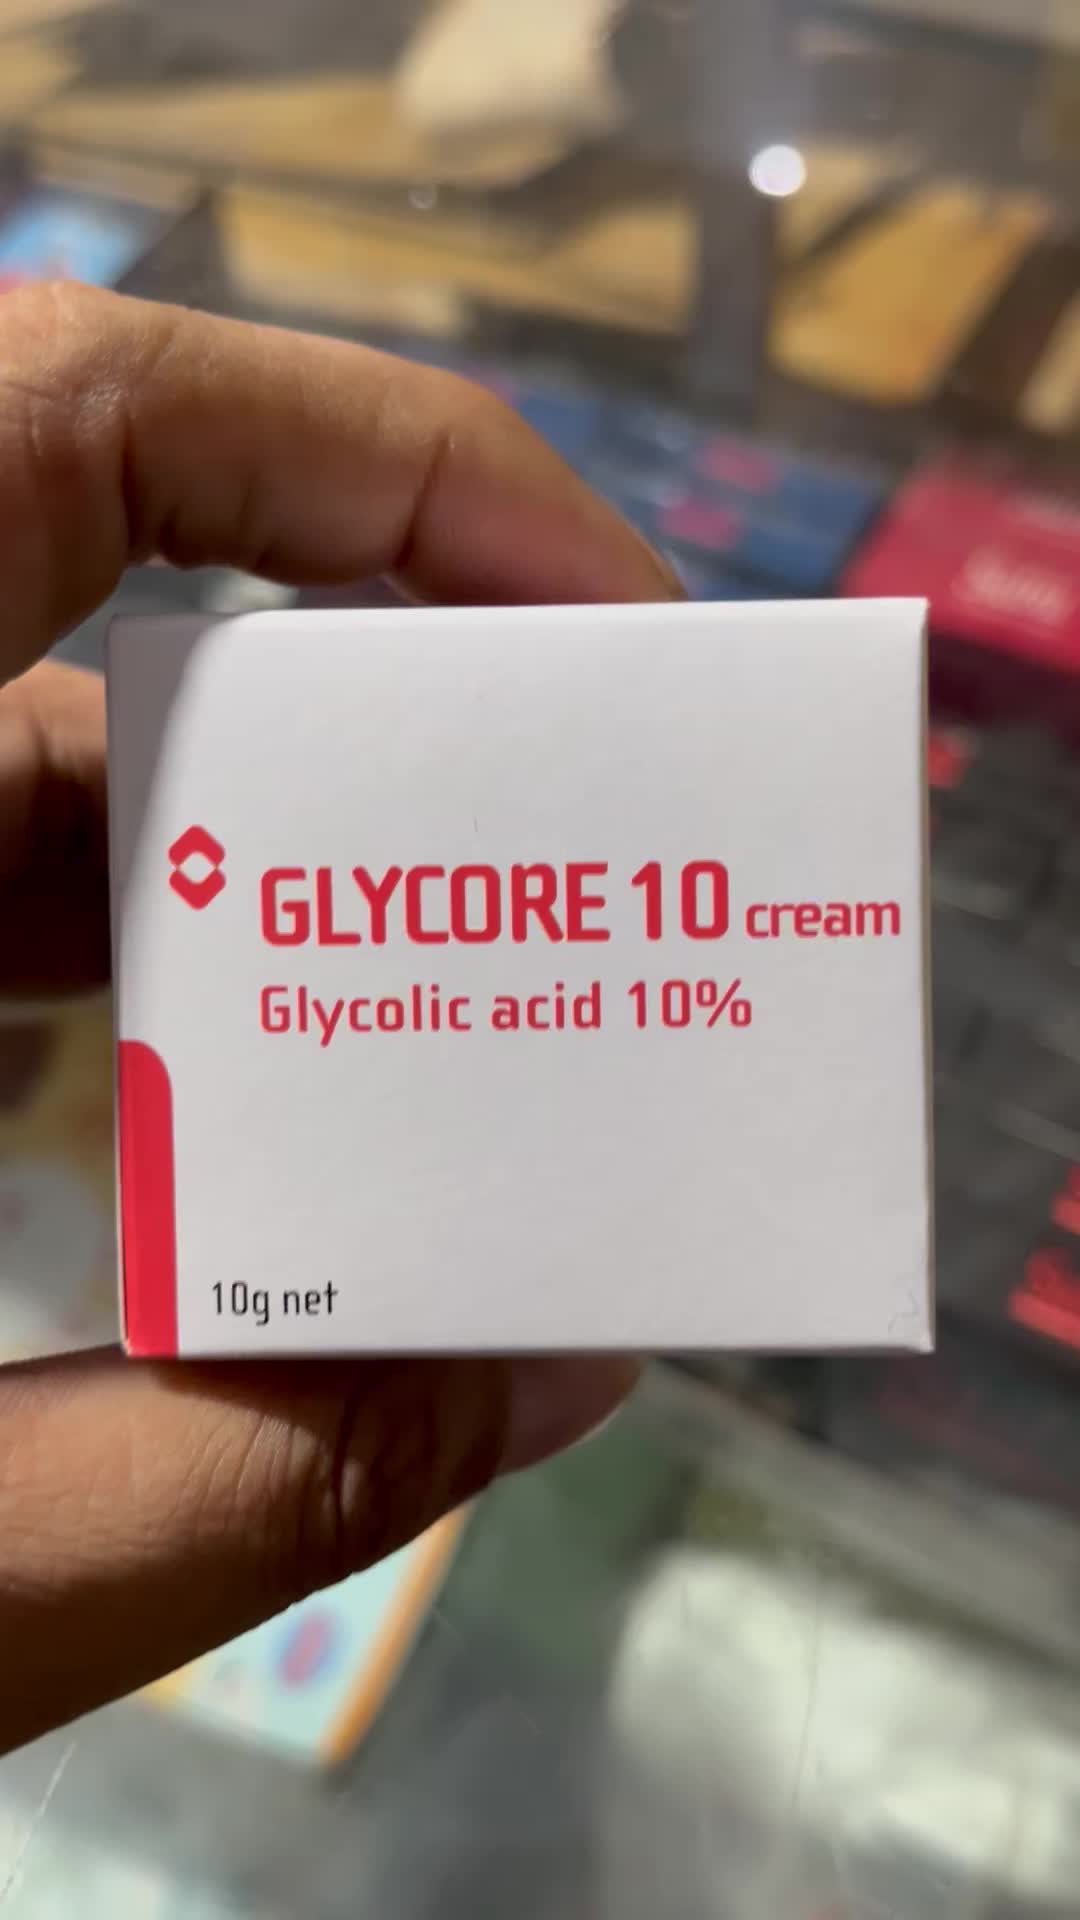 GLYCORE 10 cream
Glycolic acid 10%
10g net